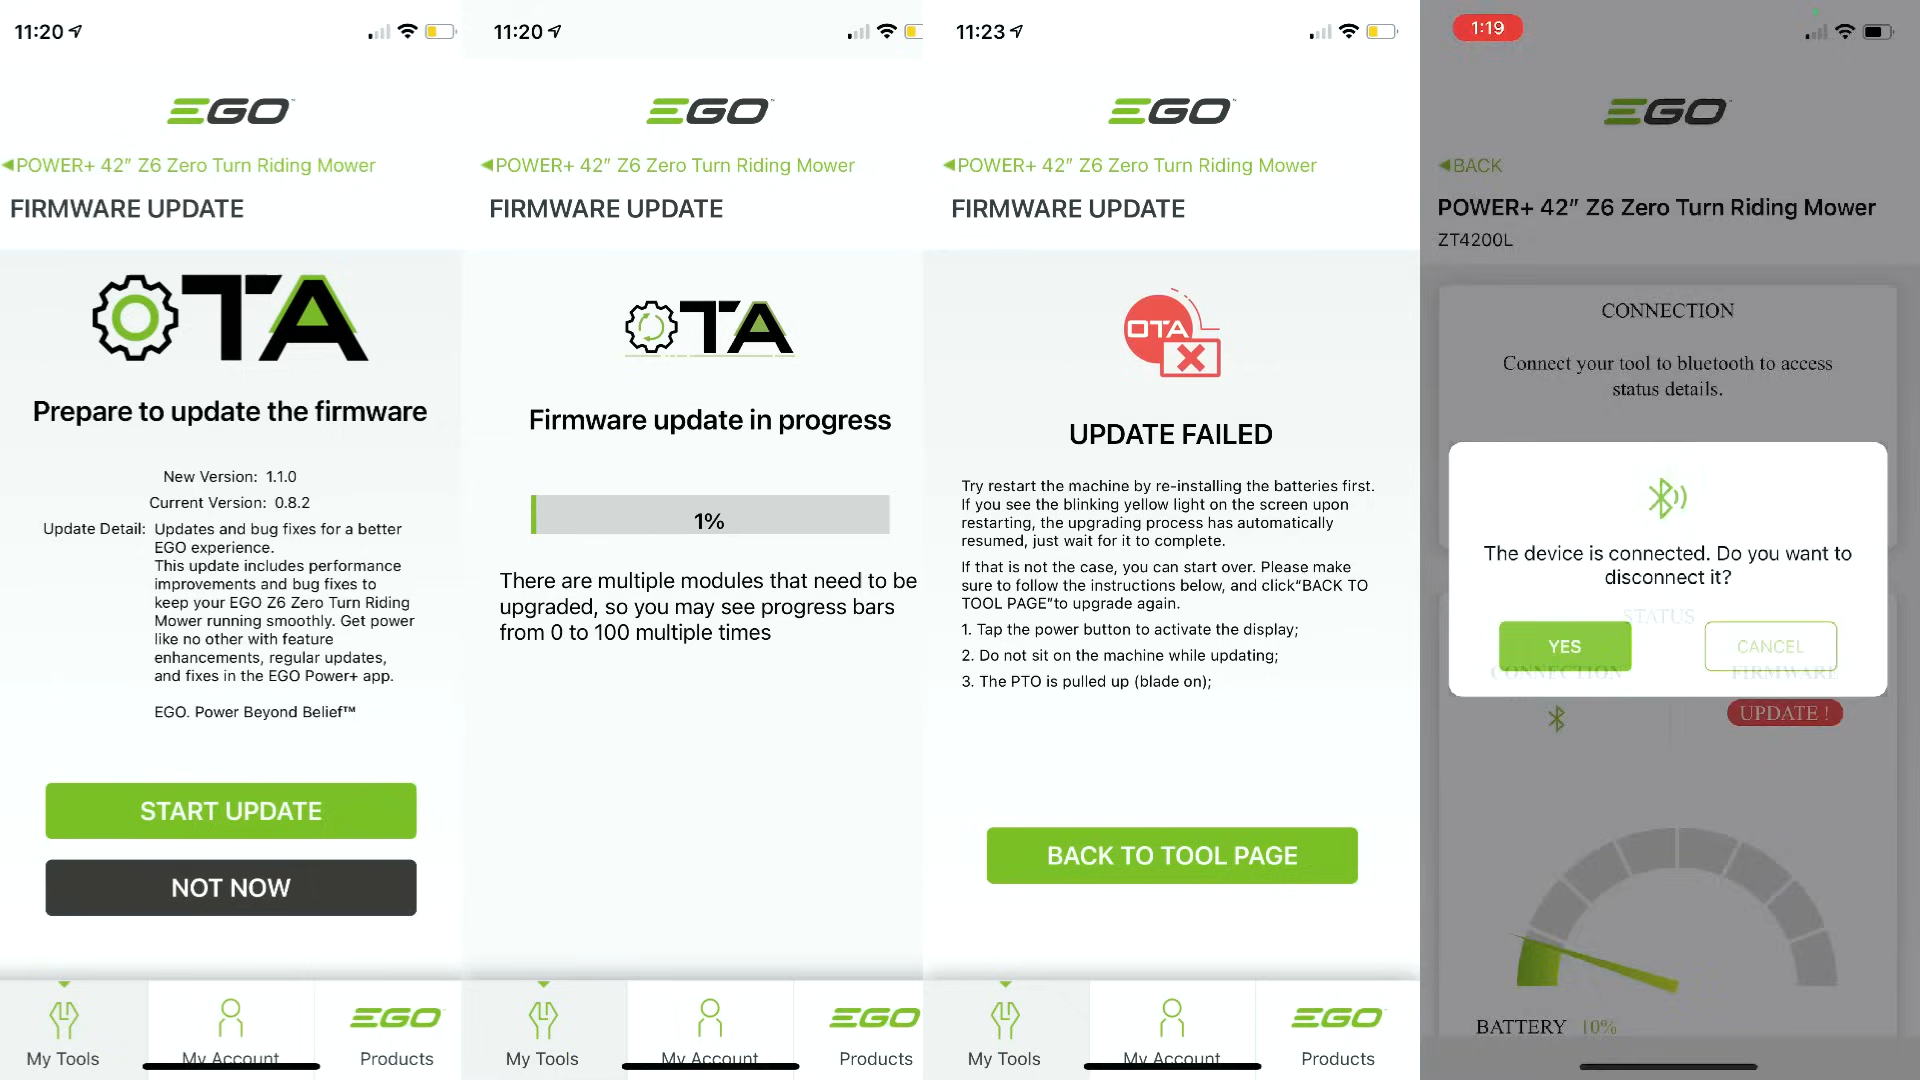 11:20
EGO
POWER+ 42” Z6 Zero Turn Riding Mower
FIRMWARE UPDATE
OTA
Prepare to update the firmware
New Version: 1.1.0
Current Version: 0.8.2
Update Detail: Updates and bug fixes for a better
EGO experience.
This update includes performance
improvements and bug fixes to
keep your EGO Z6 Zero Turn Riding
Mower running smoothly. Get power
like no other with feature
enhancements, regular updates,
and fixes in the EGO Power+ app.
EGO. Power Beyond Belief™
START UPDATE
NOT NOW
My Tools
My Account
EGO
Products
11:20
EGO
POWER+ 42” Z6 Zero Turn Riding Mower
FIRMWARE UPDATE
OTA
Firmware update in progress
1%
There are multiple modules that need to be
upgraded, so you may see progress bars
from 0 to 100 multiple times
My Tools
My Account
EGO
Products
11:23
EGO
POWER+ 42” Z6 Zero Turn Riding Mower
FIRMWARE UPDATE
OTA
UPDATE FAILED
Try restart the machine by re-installing the batteries first.
If you see the blinking yellow light on the screen upon
restarting, the upgrading process has automatically
resumed, just wait for it to complete.
If that is not the case, you can start over. Please make
sure to follow the instructions below, and click“BACK TO
TOOL PAGE”to upgrade again.
1. Tap the power button to activate the display;
2. Do not sit on the machine while updating;
3. The PTO is pulled up (blade on);
BACK TO TOOL PAGE
My Tools
My Account
EGO
Products
1:19
EGO
BACK
POWER+ 42” Z6 Zero Turn Riding Mower
ZT4200L
CONNECTION
Connect your tool to bluetooth to access
status details.
The device is connected. Do you want to
disconnect it?
STATUS
YES
CANCEL
CONNECTION
FIRMWARE
UPDATE !
BATTERY 10%